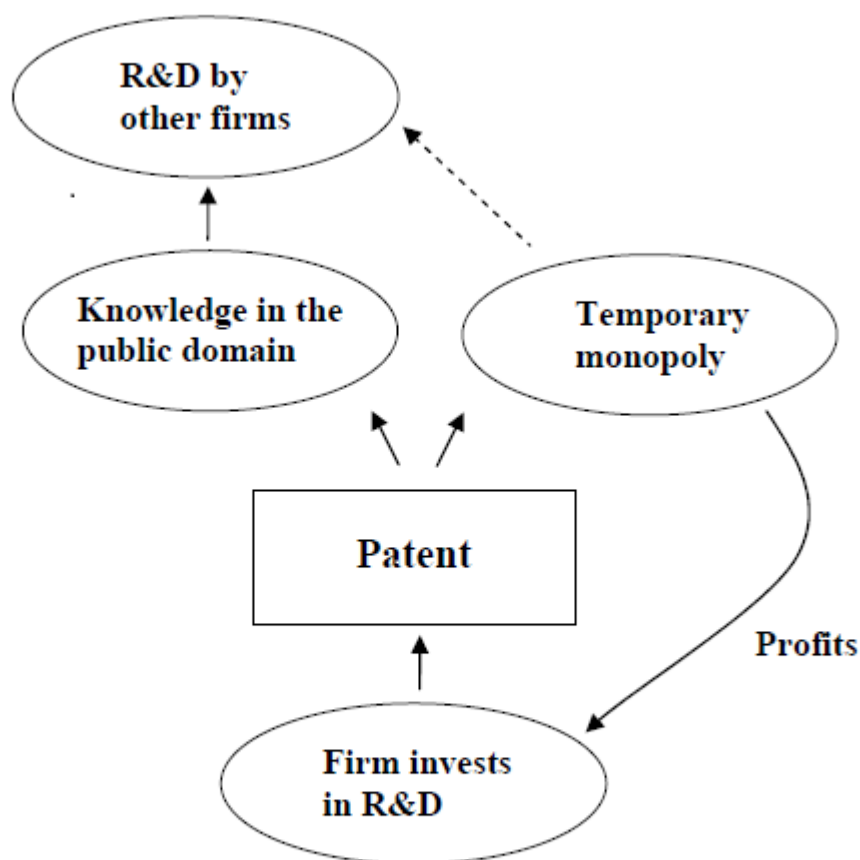 R&D by
other firms
Knowledge in the
public domain
Temporary
monopoly
Patent
Profits
Firm invests
in R&D